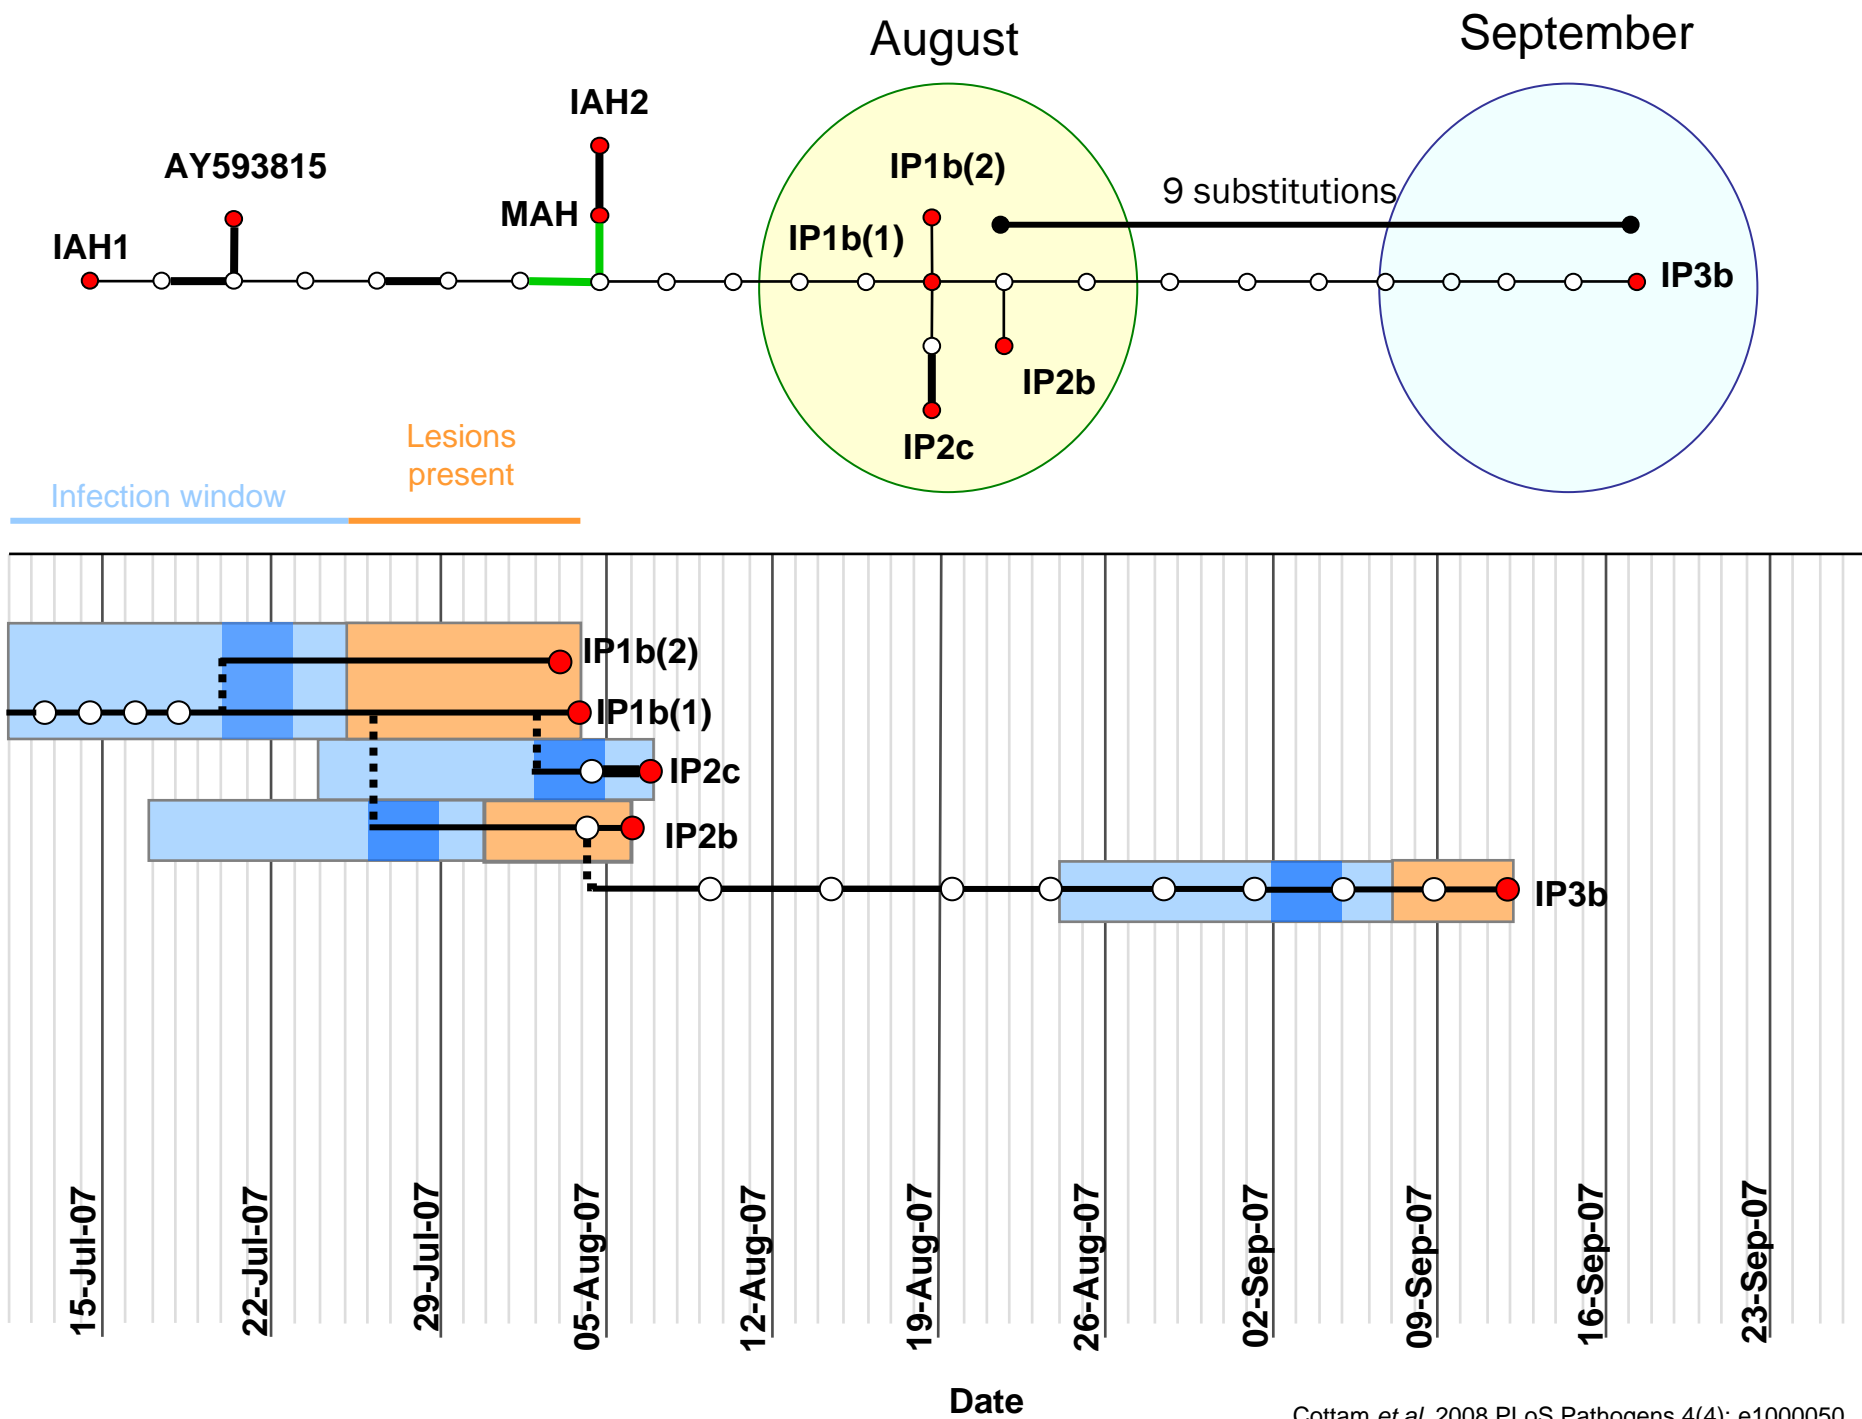 August
September
IAH2
AY593815
IP1b(2)
9 substitutions
MAH
IP1b(1)
IAH1
IP3b
IP2b
IP2c
Lesions
present
Infection window
IP1b(2)
IP1b(1)
IP2c
IP2b
IP3b
15-Jul-07
22-Jul-07
29-Jul-07
05-Aug-07
12-Aug-07
19-Aug-07
26-Aug-07
02-Sep-07
09-Sep-07
16-Sep-07
23-Sep-07
Date
Cottam et al. 2008 PLoS Pathogens 4(4): e1000050